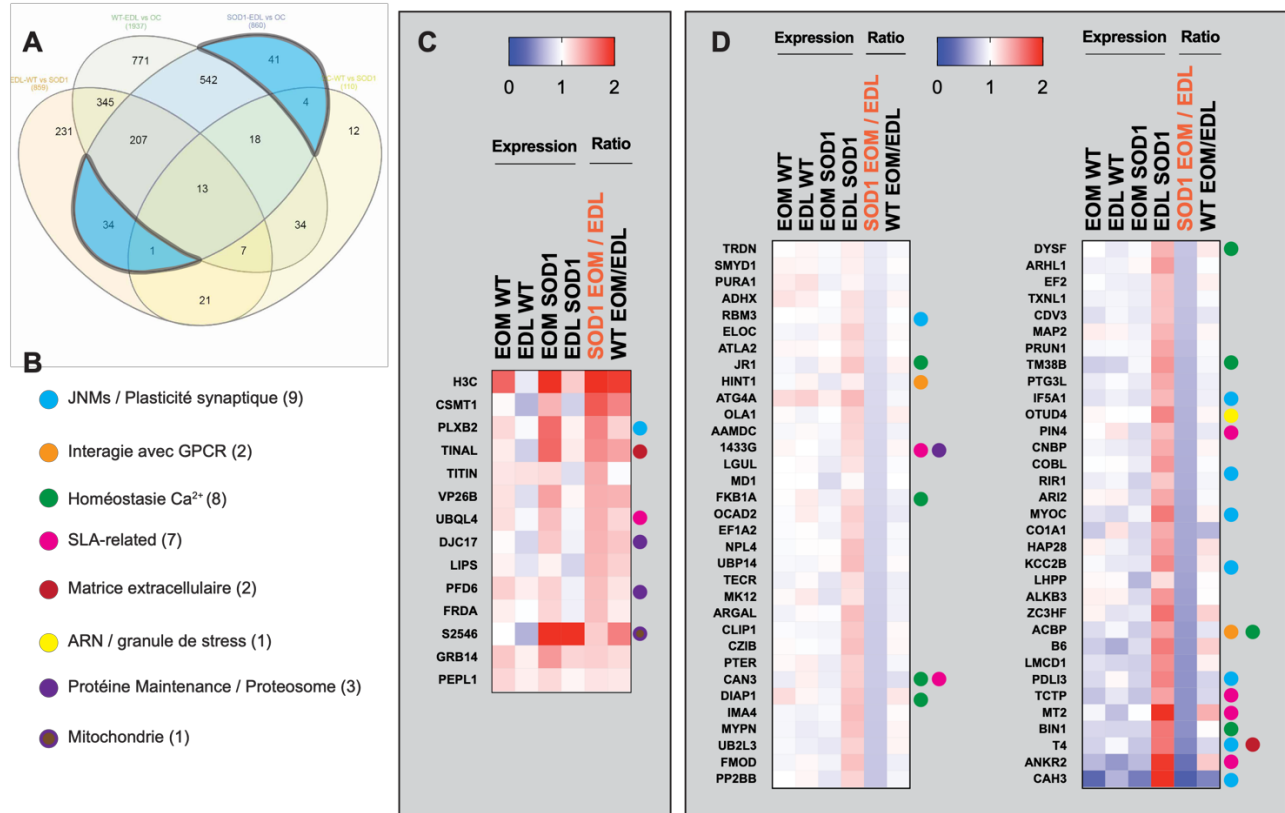 A
WT-EDL vs OC
(1937)
SOD1-EDL vs OC
(860)
EDL-WT vs SOD1
(859)
C-WT vs SOD1
(110)
771
542
41
4
345
231
207
18
12
13
34
1
7
34
21
B
JNMs / Plasticité synaptique (9)
Interagie avec GPCR (2)
Homéostasie Ca²⁺ (8)
SLA-related (7)
Matrice extracellulaire (2)
ARN / granule de stress (1)
Protéine Maintenance / Proteosome (3)
Mitochondrie (1)
C
0 1 2
Expression Ratio
EOM WT
EDL WT
EOM SOD1
EDL SOD1
SOD1 EOM / EDL
WT EOM/EDL
H3C
CSMT1
PLXB2
TINAL
TITIN
VP26B
UBQL4
DJC17
LIPS
PFD6
FRDA
S2546
GRB14
PEPL1
D
Expression Ratio
0 1 2
Expression Ratio
EOM WT
EDL WT
EOM SOD1
EDL SOD1
SOD1 EOM / EDL
WT EOM/EDL
TRDN
SMYD1
PURA1
ADHX
RBM3
ELOC
ATLA2
JR1
HINT1
ATG4A
OLA1
AAMDC
1433G
LGUL
MD1
FKB1A
OCAD2
EF1A2
NPL4
UBP14
TECR
MK12
ARGAL
CLIP1
CZIB
PTER
CAN3
DIAP1
IMA4
MYPN
UB2L3
FMOD
PP2BB
EOM WT
EDL WT
EOM SOD1
EDL SOD1
SOD1 EOM / EDL
WT EOM/EDL
DYSF
ARHL1
EF2
TXNL1
CDV3
MAP2
PRUN1
TM38B
PTG3L
IF5A1
OTUD4
PIN4
CNBP
COBL
RIR1
ARI2
MYOC
CO1A1
HAP28
KCC2B
LHPP
ALKB3
ZC3HF
ACBP
B6
LMCD1
PDLI3
TCTP
MT2
BIN1
T4
ANKR2
CAH3